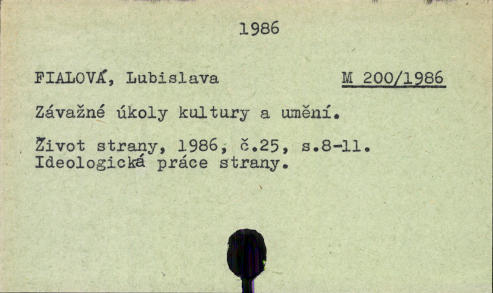 1986
FIALOVÁ, Lubislava M 200/1986
Závažné úkoly kultury a umění.
Život strany, 1986, č.25, s.8-11.
Ideologická práce strany.